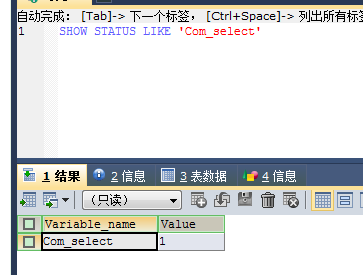 自动完成: [Tab]-> 下一个标签, [Ctrl+Space]-> 列出所有标签
1 SHOW STATUS LIKE 'Com_select'
1 结果 2 信息 3 表数据 4 信息
(只读)
Variable_name Value
Com_select 1